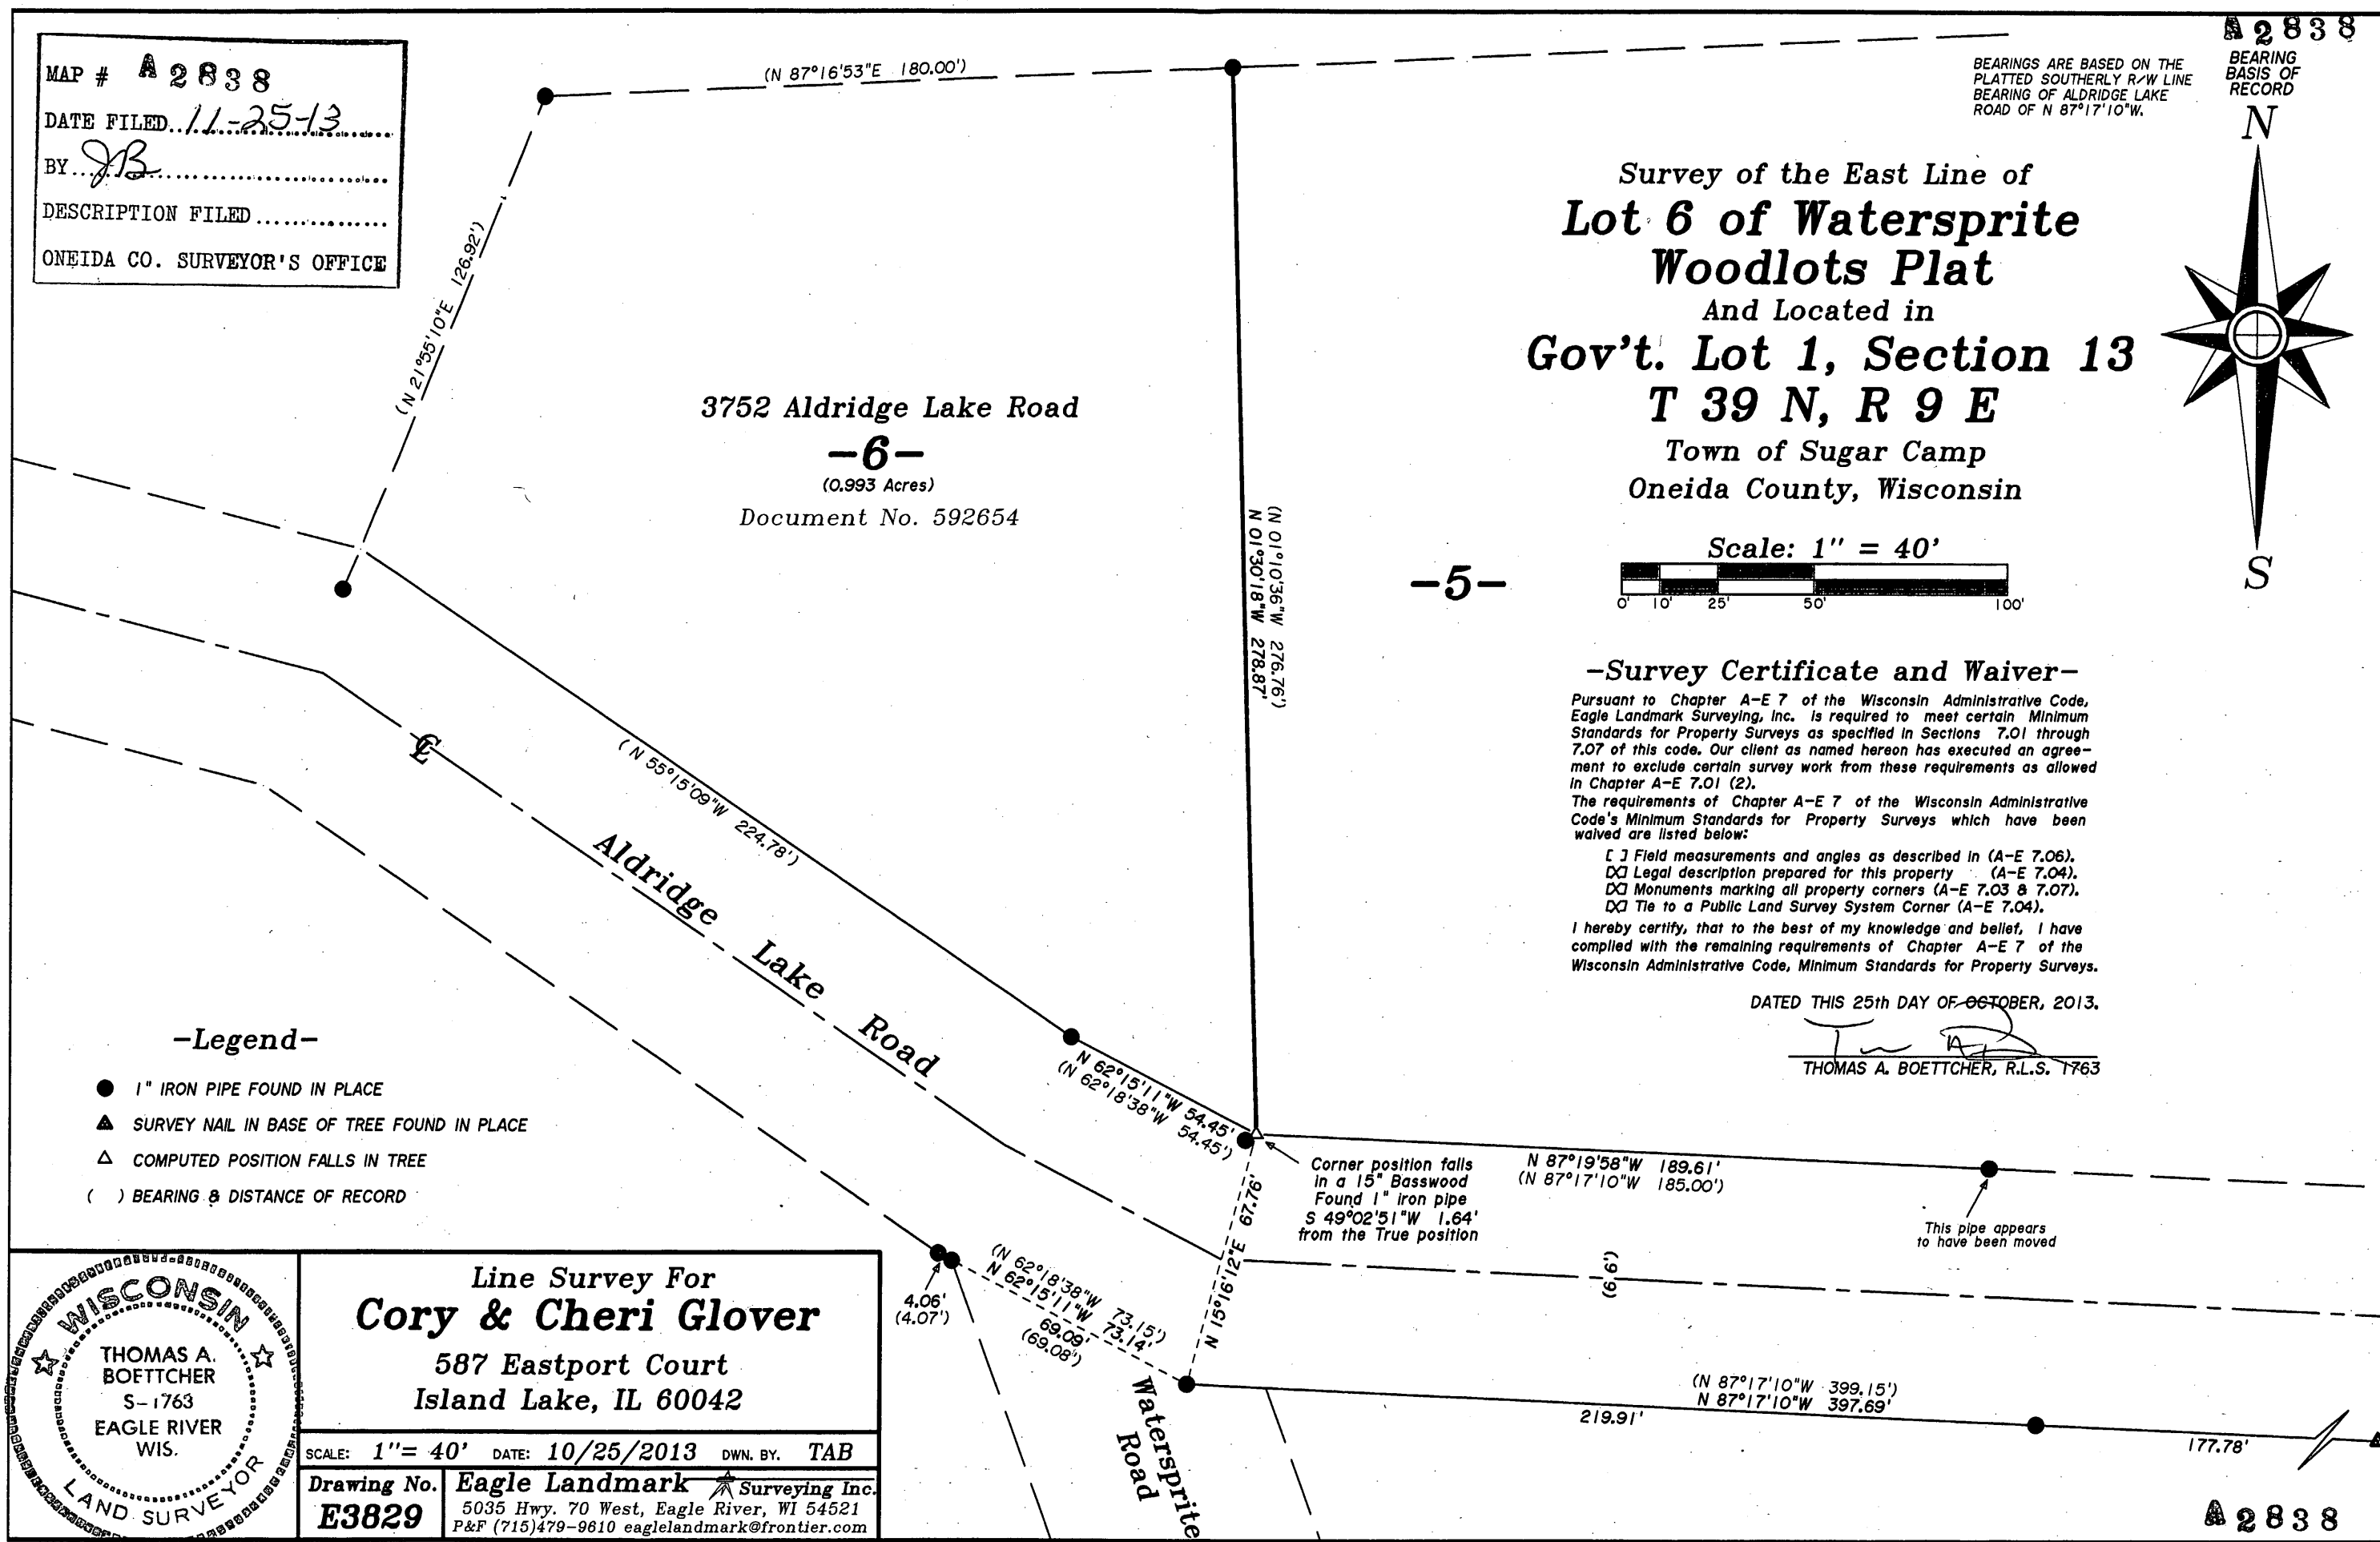 MAP # A 2838
DATE FILED 11-25-13
BY JB
DESCRIPTION FILED
ONEIDA CO. SURVEYOR'S OFFICE
A 2838
BEARINGS ARE BASED ON THE
PLATTED SOUTHERLY R/W LINE
BEARING OF ALDRIDGE LAKE
ROAD OF N 87°17'10"W.
BEARING
BASIS OF
RECORD
N
S
(N 87°16'53"E 180.00')
(N 21°55'10"E 126.92')
Survey of the East Line of
Lot 6 of Watersprite
Woodlots Plat
And Located in
Gov't. Lot 1, Section 13
T 39 N, R 9 E
Town of Sugar Camp
Oneida County, Wisconsin
Scale: 1" = 40'
0' 10' 25' 50' 100'
3752 Aldridge Lake Road
-6-
(0.993 Acres)
Document No. 592654
(N 01°10'36"W 276.76')
N 01°30'18"W 278.87'
-5-
-Survey Certificate and Waiver-
Pursuant to Chapter A-E 7 of the Wisconsin Administrative Code,
Eagle Landmark Surveying, Inc. is required to meet certain Minimum
Standards for Property Surveys as specified in Sections 7.01 through
7.07 of this code. Our client as named hereon has executed an agree-
ment to exclude certain survey work from these requirements as allowed
in Chapter A-E 7.01 (2).
The requirements of Chapter A-E 7 of the Wisconsin Administrative
Code's Minimum Standards for Property Surveys which have been
waived are listed below:
[ ] Field measurements and angles as described in (A-E 7.06).
[X] Legal description prepared for this property (A-E 7.04).
[X] Monuments marking all property corners (A-E 7.03 & 7.07).
[X] Tie to a Public Land Survey System Corner (A-E 7.04).
I hereby certify, that to the best of my knowledge and belief, I have
complied with the remaining requirements of Chapter A-E 7 of the
Wisconsin Administrative Code, Minimum Standards for Property Surveys.
DATED THIS 25th DAY OF OCTOBER, 2013.
THOMAS A. BOETTCHER, R.L.S. 1763
CL
(N 55°15'09"W 224.78')
Aldridge Lake Road
N 62°15'11"W 54.45'
(N 62°18'38"W 54.45')
Corner position falls
in a 15" Basswood
Found 1" iron pipe
S 49°02'51"W 1.64'
from the True position
N 87°19'58"W 189.61'
(N 87°17'10"W 185.00')
This pipe appears
to have been moved
N 15°16'12"E 67.76'
(66')
4.06'
(4.07')
(N 62°18'38"W 73.15')
N 62°15'11"W 73.14'
69.09'
(69.08')
Watersprite
Road
(N 87°17'10"W 399.15')
N 87°17'10"W 397.69'
219.91'
177.78'
-Legend-
1" IRON PIPE FOUND IN PLACE
SURVEY NAIL IN BASE OF TREE FOUND IN PLACE
COMPUTED POSITION FALLS IN TREE
( ) BEARING & DISTANCE OF RECORD
WISCONSIN
THOMAS A.
BOETTCHER
S-1763
EAGLE RIVER
WIS.
LAND SURVEYOR
Line Survey For
Cory & Cheri Glover
587 Eastport Court
Island Lake, IL 60042
SCALE: 1"= 40' DATE: 10/25/2013 DWN. BY. TAB
Drawing No.
E3829
Eagle Landmark Surveying Inc.
5035 Hwy. 70 West, Eagle River, WI 54521
P&F (715)479-9610 eaglelandmark@frontier.com
A 2838